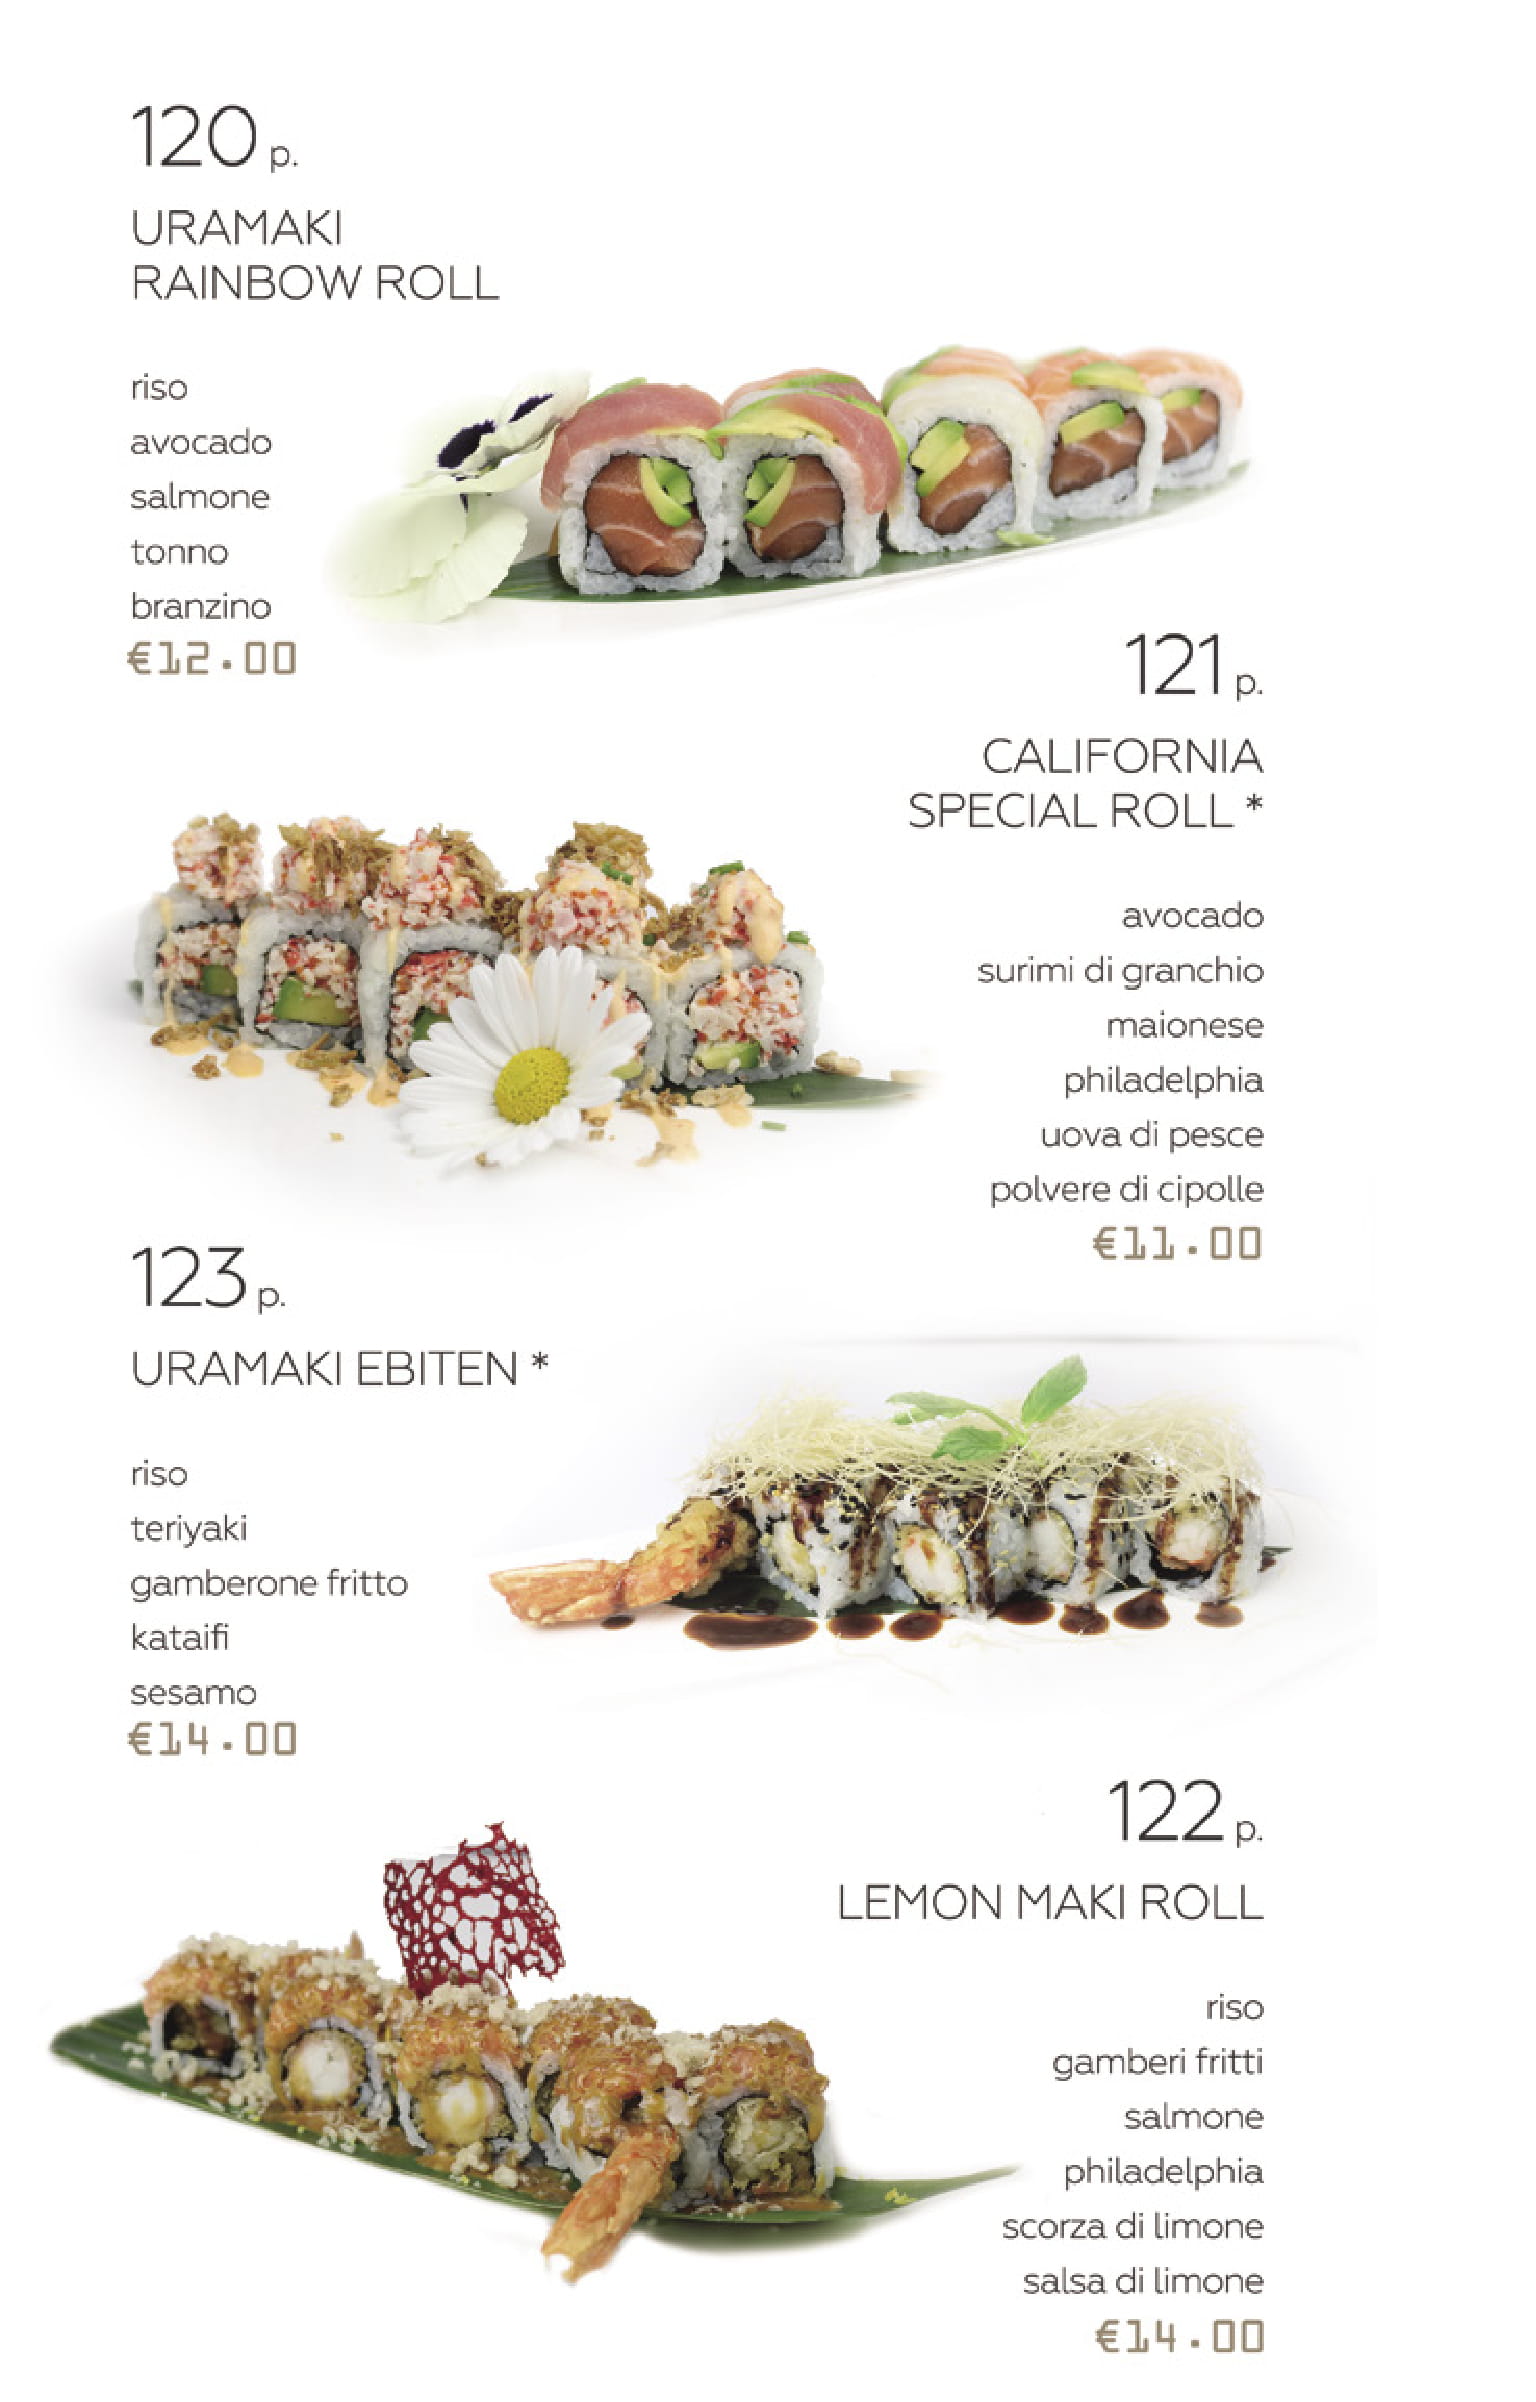 120 p.
URAMAKI
RAINBOW ROLL
riso
avocado
salmone
tonno
branzino
€12.00
121 p.
CALIFORNIA
SPECIAL ROLL *
avocado
surimi di granchio
maionese
philadelphia
uova di pesce
polvere di cipolle
€11.00
123 p.
URAMAKI EBITEN *
riso
teriyaki
gamberone fritto
kataifi
sesamo
€14.00
122 p.
LEMON MAKI ROLL
riso
gamberi fritti
salmone
philadelphia
scorza di limone
salsa di limone
€14.00